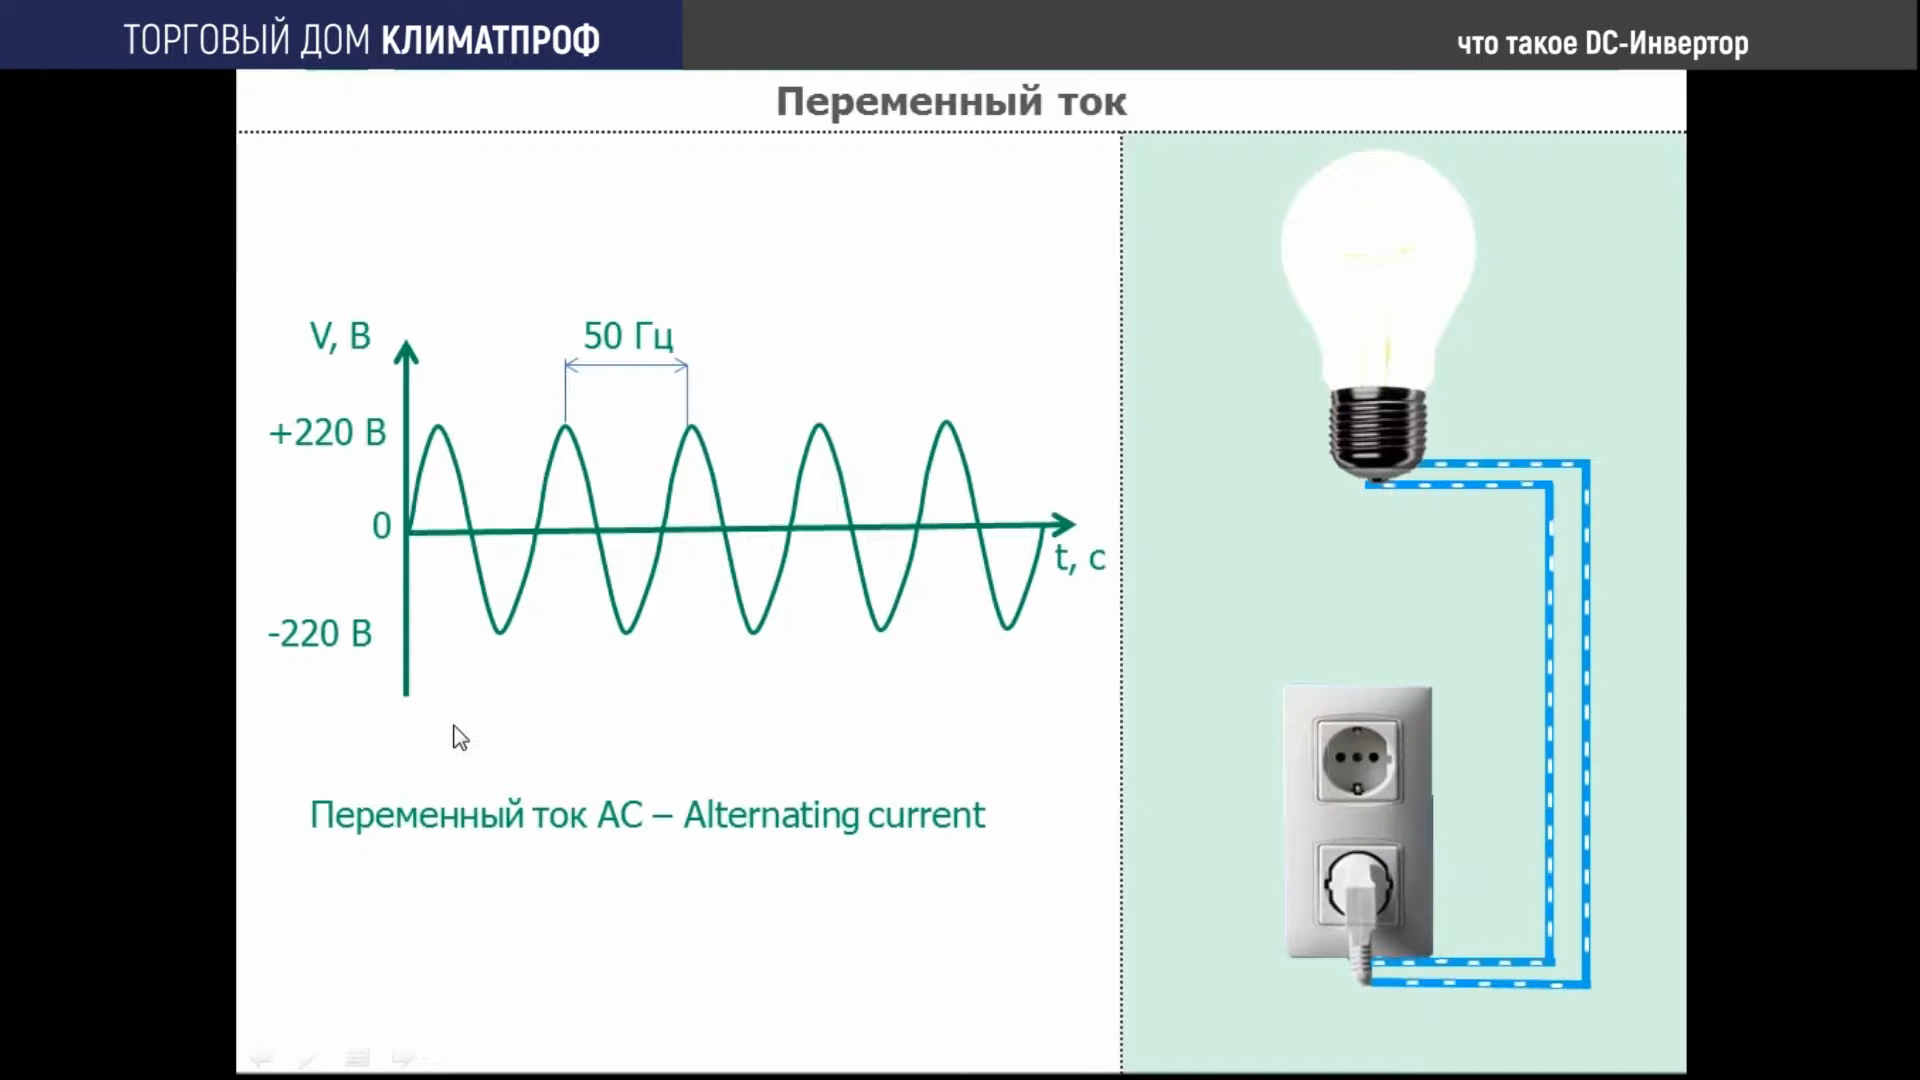 ТОРГОВЫЙ ДОМ КЛИМАТПРОФ
что такое DC-Инвертор
Переменный ток
V, В
50 Гц
+220 В
0
t, c
-220 В
Переменный ток AC – Alternating current